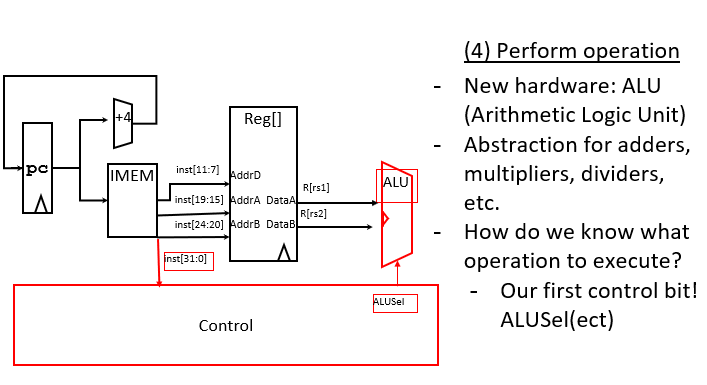 (4) Perform operation
- New hardware: ALU
(Arithmetic Logic Unit)
- Abstraction for adders,
multipliers, dividers,
etc.
- How do we know what
operation to execute?
- Our first control bit!
ALUSel(ect)
+4
pc
IMEM
inst[11:7]
inst[19:15]
inst[24:20]
inst[31:0]
Reg[]
AddrD
AddrA DataA
AddrB DataB
R[rs1]
R[rs2]
ALU
ALUSel
Control